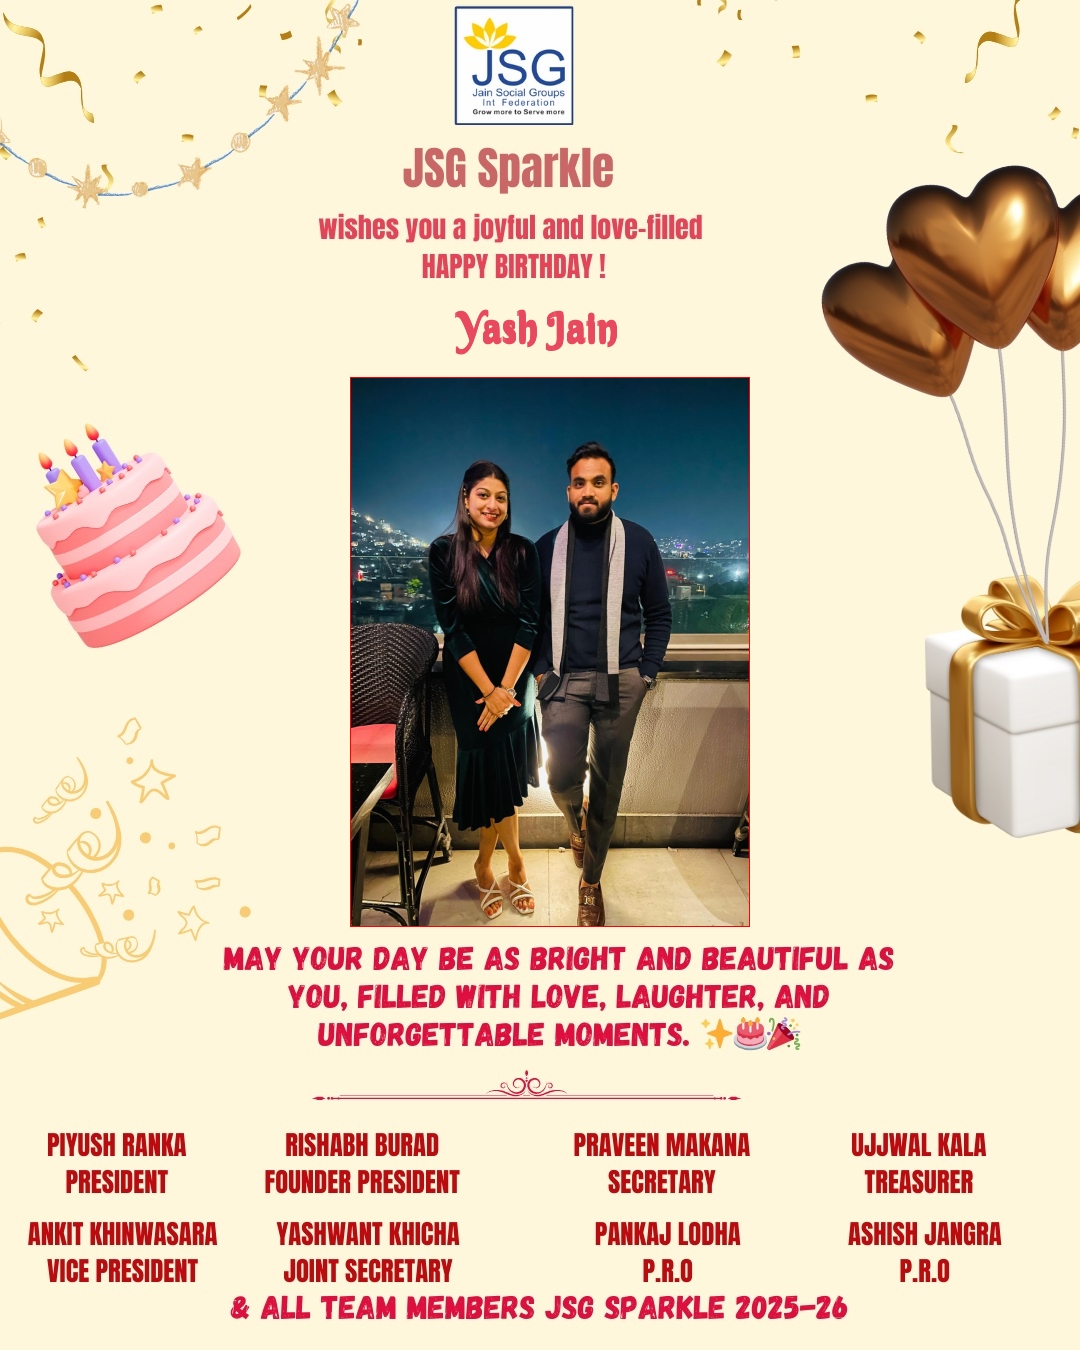 JSG
Jain Social Groups
Int Federation
Grow more to Serve more
JSG Sparkle
wishes you a joyful and love-filled
HAPPY BIRTHDAY !
Yash Jain
MAY YOUR DAY BE AS BRIGHT AND BEAUTIFUL AS
YOU, FILLED WITH LOVE, LAUGHTER, AND
UNFORGETTABLE MOMENTS. ✨🎂🎉
PIYUSH RANKA
PRESIDENT
RISHABH BURAD
FOUNDER PRESIDENT
PRAVEEN MAKANA
SECRETARY
UJJWAL KALA
TREASURER
ANKIT KHINWASARA
VICE PRESIDENT
YASHWANT KHICHA
JOINT SECRETARY
PANKAJ LODHA
P.R.O
ASHISH JANGRA
P.R.O
& ALL TEAM MEMBERS JSG SPARKLE 2025-26